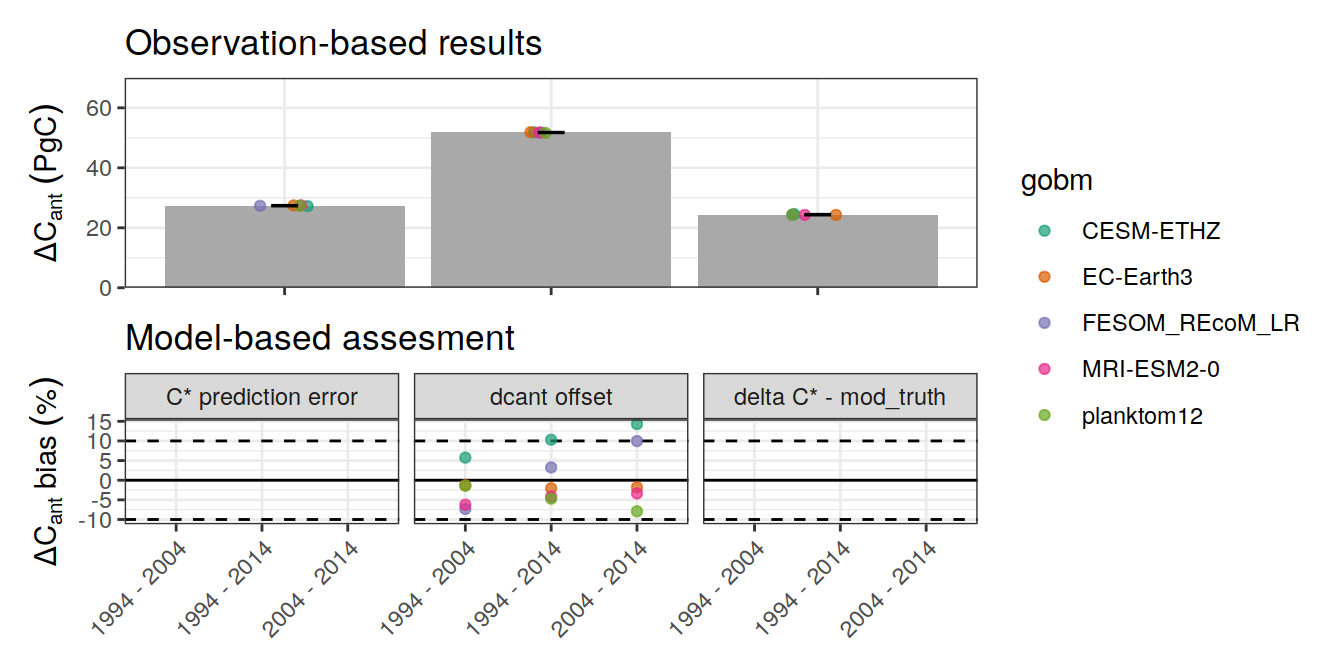 Observation-based results
ΔCant (PgC)
60
40
20
0
gobm
CESM-ETHZ
EC-Earth3
FESOM_REcoM_LR
MRI-ESM2-0
planktom12
Model-based assesment
ΔCant bias (%)
C* prediction error
dcant offset
delta C* - mod_truth
15
10
5
0
-5
-10
1994 - 2004
1994 - 2014
2004 - 2014
1994 - 2004
1994 - 2014
2004 - 2014
1994 - 2004
1994 - 2014
2004 - 2014